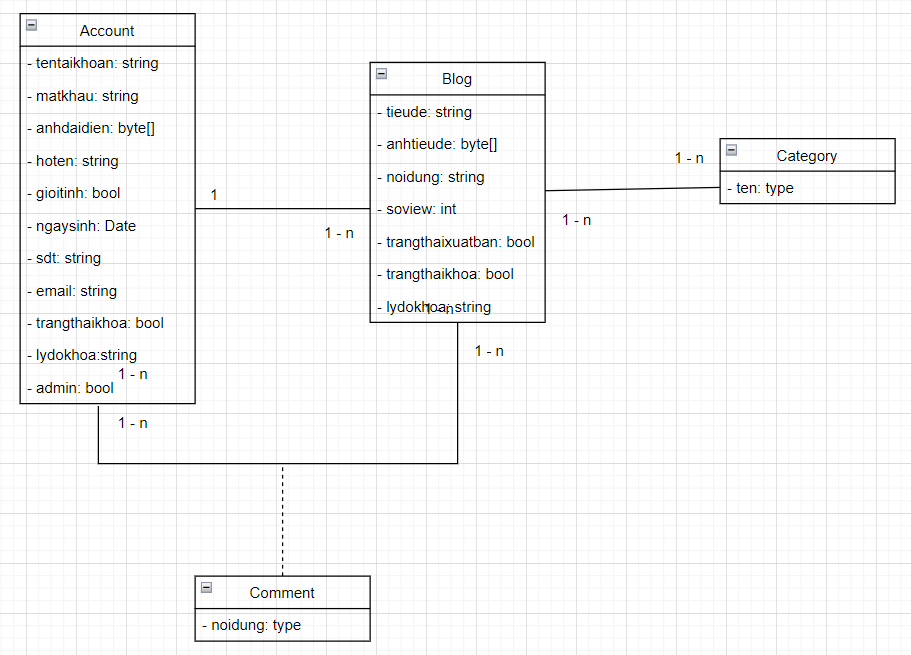 Account
- tentaikhoan: string
- matkhau: string
- anhdaidien: byte[]
- hoten: string
- gioitinh: bool
- ngaysinh: Date
- sdt: string
- email: string
- trangthaikhoa: bool
- lydokhoa:string
1 - n
- admin: bool
1 - n
1
1 - n
Blog
- tieude: string
- anhtieude: byte[]
- noidung: string
- soview: int
- trangthaixuatban: bool
- trangthaikhoa: bool
- lydokhoa: string
1 - n
1 - n
1 - n
1 - n
Category
- ten: type
Comment
- noidung: type